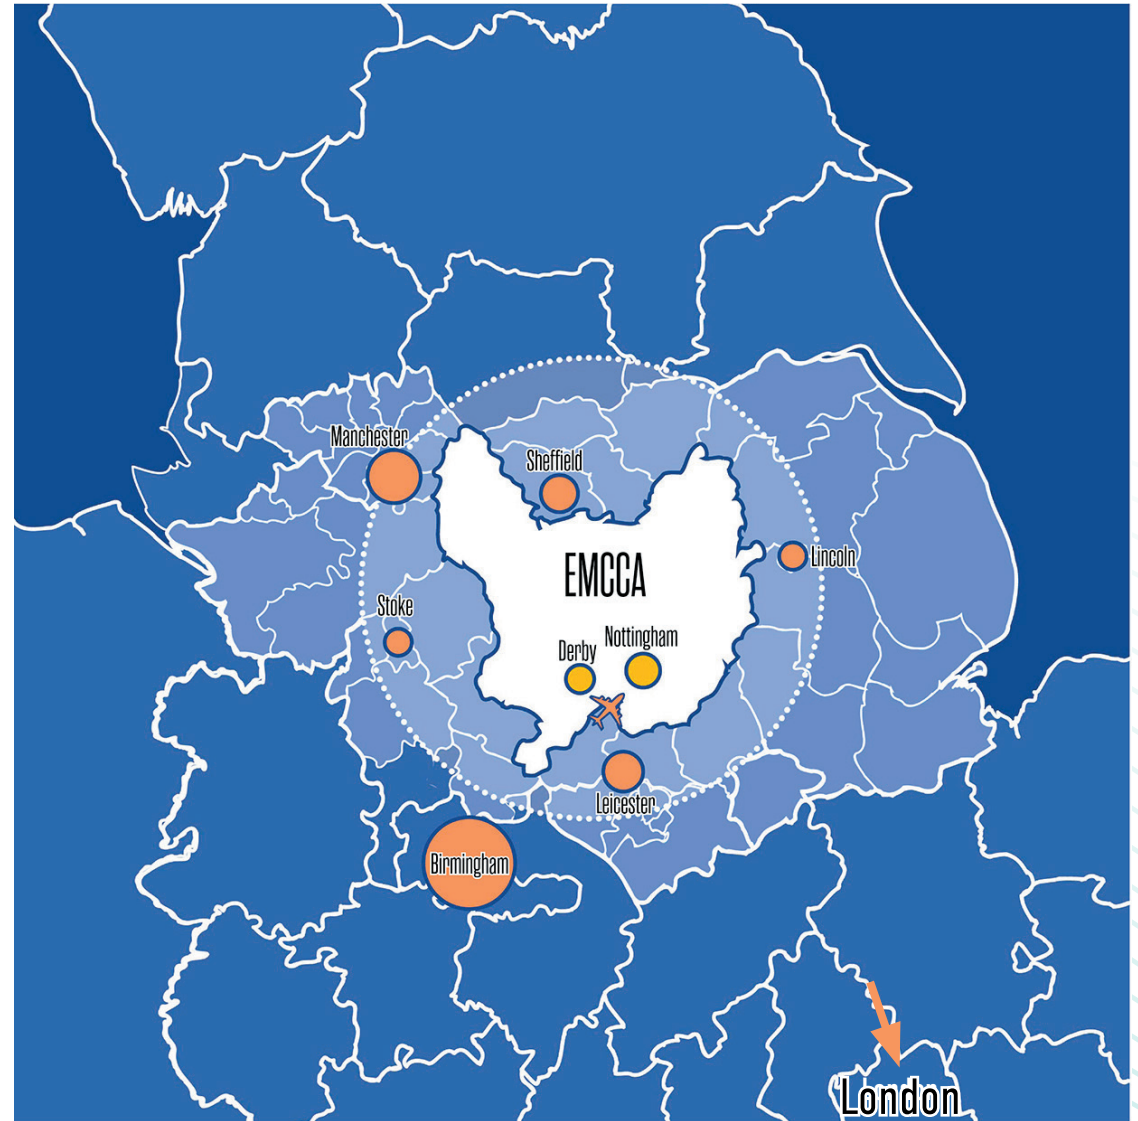 Manchester
Sheffield
Lincoln
EMCCA
Stoke
Nottingham
Derby
Leicester
Birmingham
London